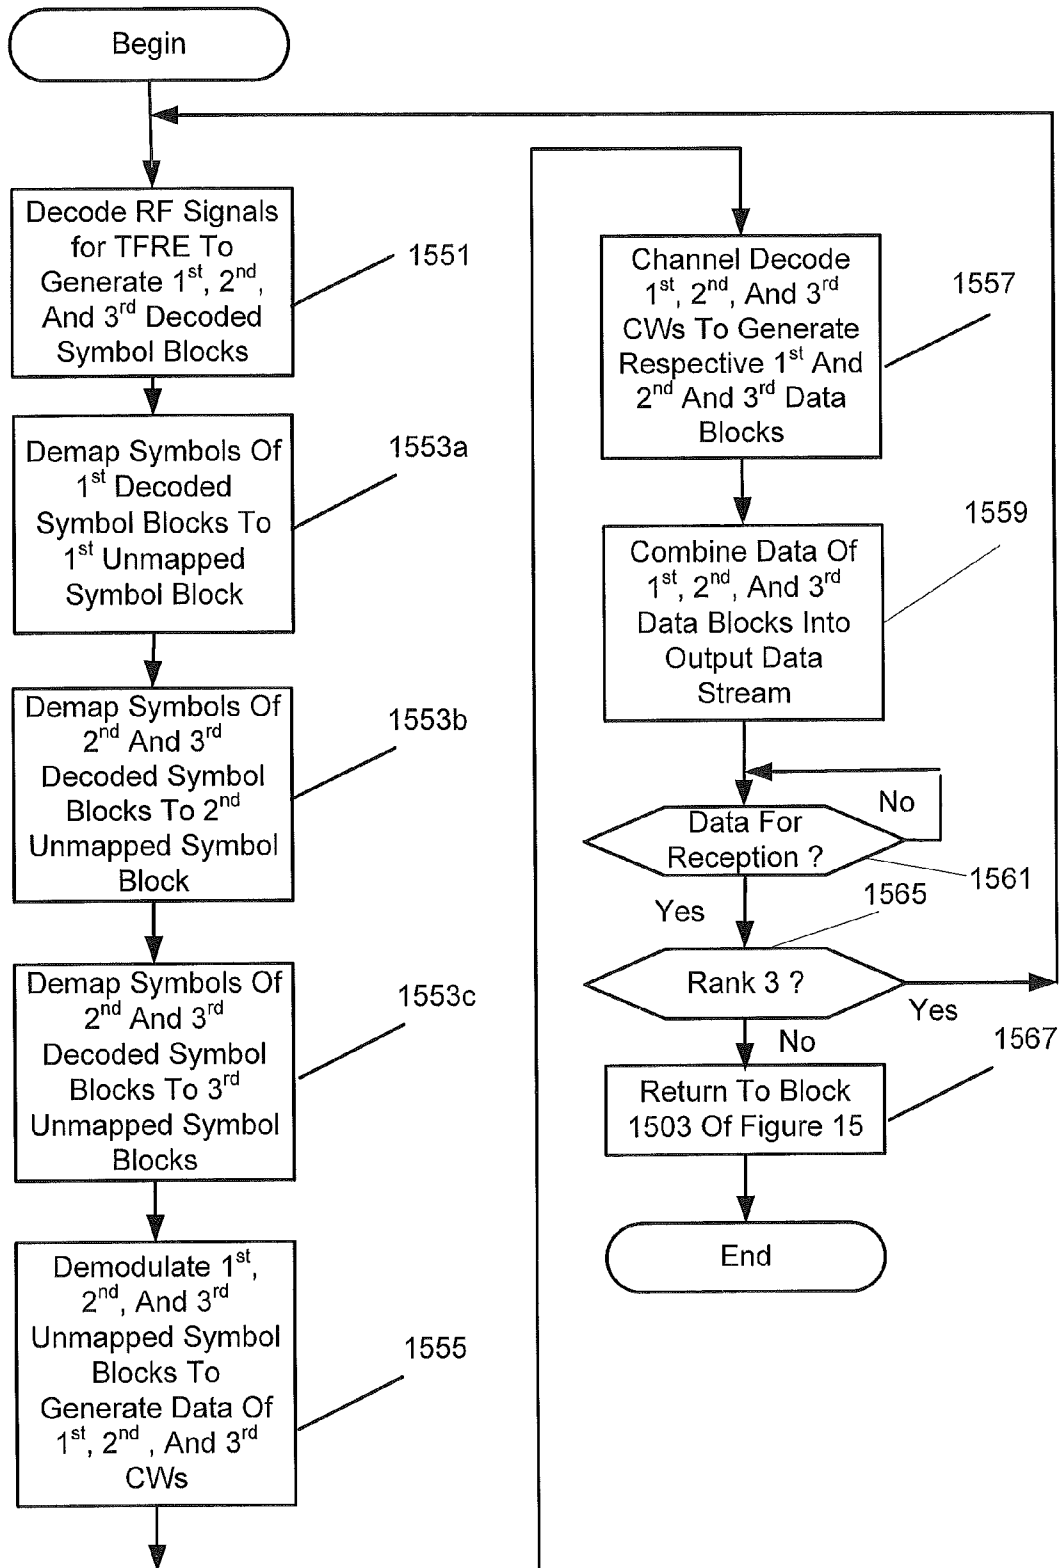 Begin
Decode RF Signals
for TFRE To
Generate 1st, 2nd,
And 3rd Decoded
Symbol Blocks
1551
Demap Symbols Of
1st Decoded
Symbol Blocks To
1st Unmapped
Symbol Block
1553a
Demap Symbols Of
2nd And 3rd
Decoded Symbol
Blocks To 2nd
Unmapped Symbol
Block
1553b
Demap Symbols Of
2nd And 3rd
Decoded Symbol
Blocks To 3rd
Unmapped Symbol
Blocks
1553c
Demodulate 1st,
2nd, And 3rd
Unmapped Symbol
Blocks To
Generate Data Of
1st, 2nd , And 3rd
CWs
1555
Channel Decode
1st, 2nd, And 3rd
CWs To Generate
Respective 1st And
2nd And 3rd Data
Blocks
1557
Combine Data Of
1st, 2nd, And 3rd
Data Blocks Into
Output Data
Stream
1559
No
Data For
Reception ?
1561
Yes
1565
Rank 3 ?
Yes
No
1567
Return To Block
1503 Of Figure 15
End